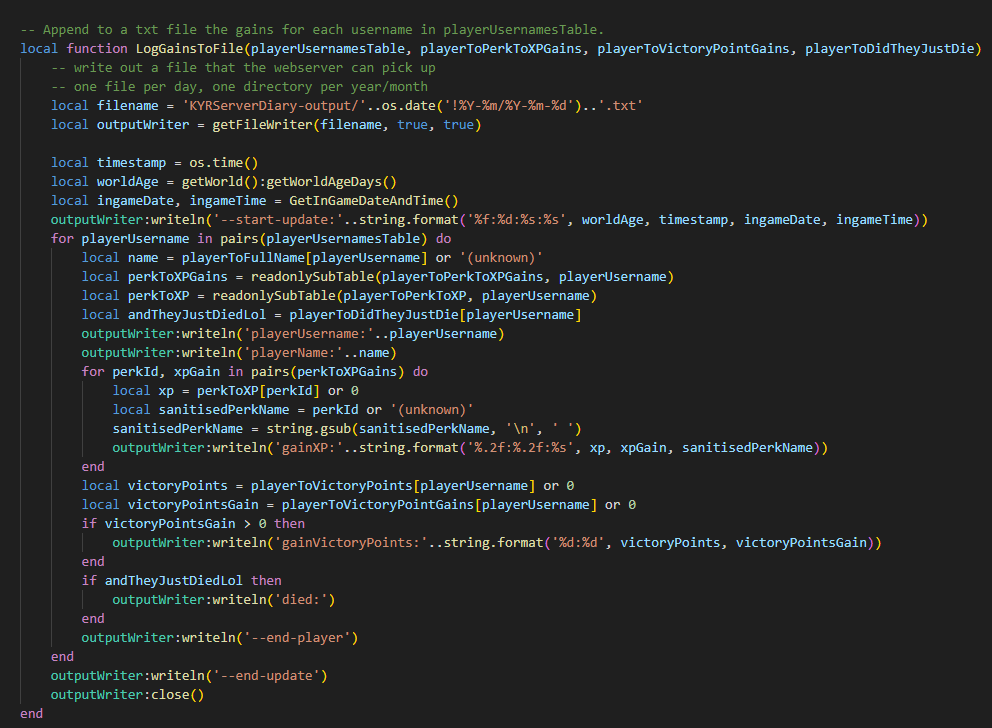 -- Append to a txt file the gains for each username in playerUsernamesTable.
local function LogGainsToFile(playerUsernamesTable, playerToPerkToXPGains, playerToVictoryPointGains, playerToDidTheyJustDie)
    -- write out a file that the webserver can pick up
    -- one file per day, one directory per year/month
    local filename = 'KYRServerDiary-output/'..os.date('!%Y-%m/%Y-%m-%d')..'.txt'
    local outputWriter = getFileWriter(filename, true, true)

    local timestamp = os.time()
    local worldAge = getWorld():getWorldAgeDays()
    local ingameDate, ingameTime = GetInGameDateAndTime()
    outputWriter:writeln('--start-update:'..string.format('%f:%d:%s:%s', worldAge, timestamp, ingameDate, ingameTime))
    for playerUsername in pairs(playerUsernamesTable) do
        local name = playerToFullName[playerUsername] or '(unknown)'
        local perkToXPGains = readonlySubTable(playerToPerkToXPGains, playerUsername)
        local perkToXP = readonlySubTable(playerToPerkToXP, playerUsername)
        local andTheyJustDiedLol = playerToDidTheyJustDie[playerUsername]
        outputWriter:writeln('playerUsername:'..playerUsername)
        outputWriter:writeln('playerName:'..name)
        for perkId, xpGain in pairs(perkToXPGains) do
            local xp = perkToXP[perkId] or 0
            local sanitisedPerkName = perkId or '(unknown)'
            sanitisedPerkName = string.gsub(sanitisedPerkName, '\n', ' ')
            outputWriter:writeln('gainXP:'..string.format('%.2f:%.2f:%s', xp, xpGain, sanitisedPerkName))
        end
        local victoryPoints = playerToVictoryPoints[playerUsername] or 0
        local victoryPointsGain = playerToVictoryPointGains[playerUsername] or 0
        if victoryPointsGain > 0 then
            outputWriter:writeln('gainVictoryPoints:'..string.format('%d:%d', victoryPoints, victoryPointsGain))
        end
        if andTheyJustDiedLol then
            outputWriter:writeln('died:')
        end
        outputWriter:writeln('--end-player')
    end
    outputWriter:writeln('--end-update')
    outputWriter:close()
end